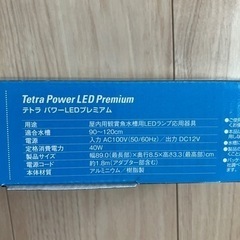 Tetra Power LED Premium
テトラ パワーLEDプレミアム
用途 屋内用観賞魚水槽用LEDランプ応用器具
適合水槽 90〜120cm
電源 入力 AC100V(50/60Hz)/出力 DC12V
定格消費電力 40W
製品サイズ 幅89.0(最長部)×直径8.5×高さ3.3(最高部)cm
電源コード 約1.8m(アダプター部含む)
本体材質 アルミニウム/樹脂製